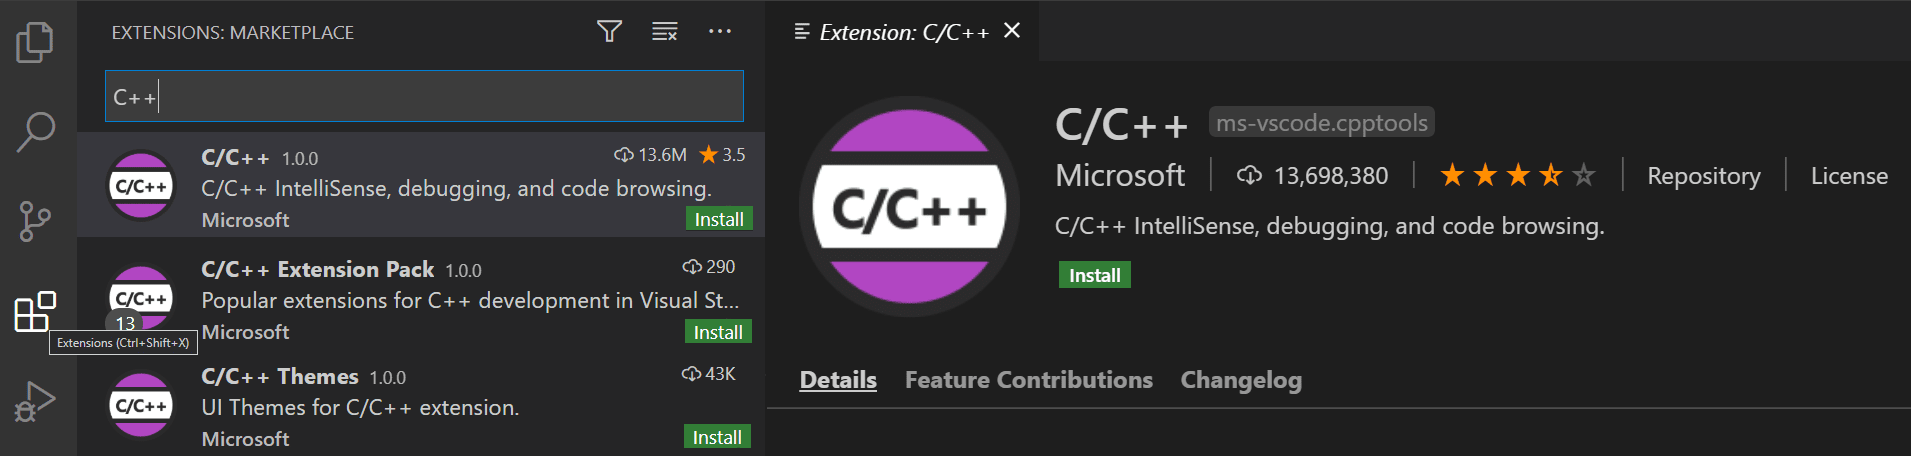 EXTENSIONS: MARKETPLACE
C++
C/C++ 1.0.0 13.6M 3.5
C/C++ IntelliSense, debugging, and code browsing.
Microsoft Install
C/C++
C/C++ Extension Pack 1.0.0 290
Popular extensions for C++ development in Visual St...
Microsoft Install
C/C++
13
Extensions (Ctrl+Shift+X)
C/C++ Themes 1.0.0 43K
UI Themes for C/C++ extension.
Microsoft Install
C/C++
Extension: C/C++
C/C++
C/C++ ms-vscode.cpptools
Microsoft 13,698,380 Repository License
C/C++ IntelliSense, debugging, and code browsing.
Install
Details Feature Contributions Changelog